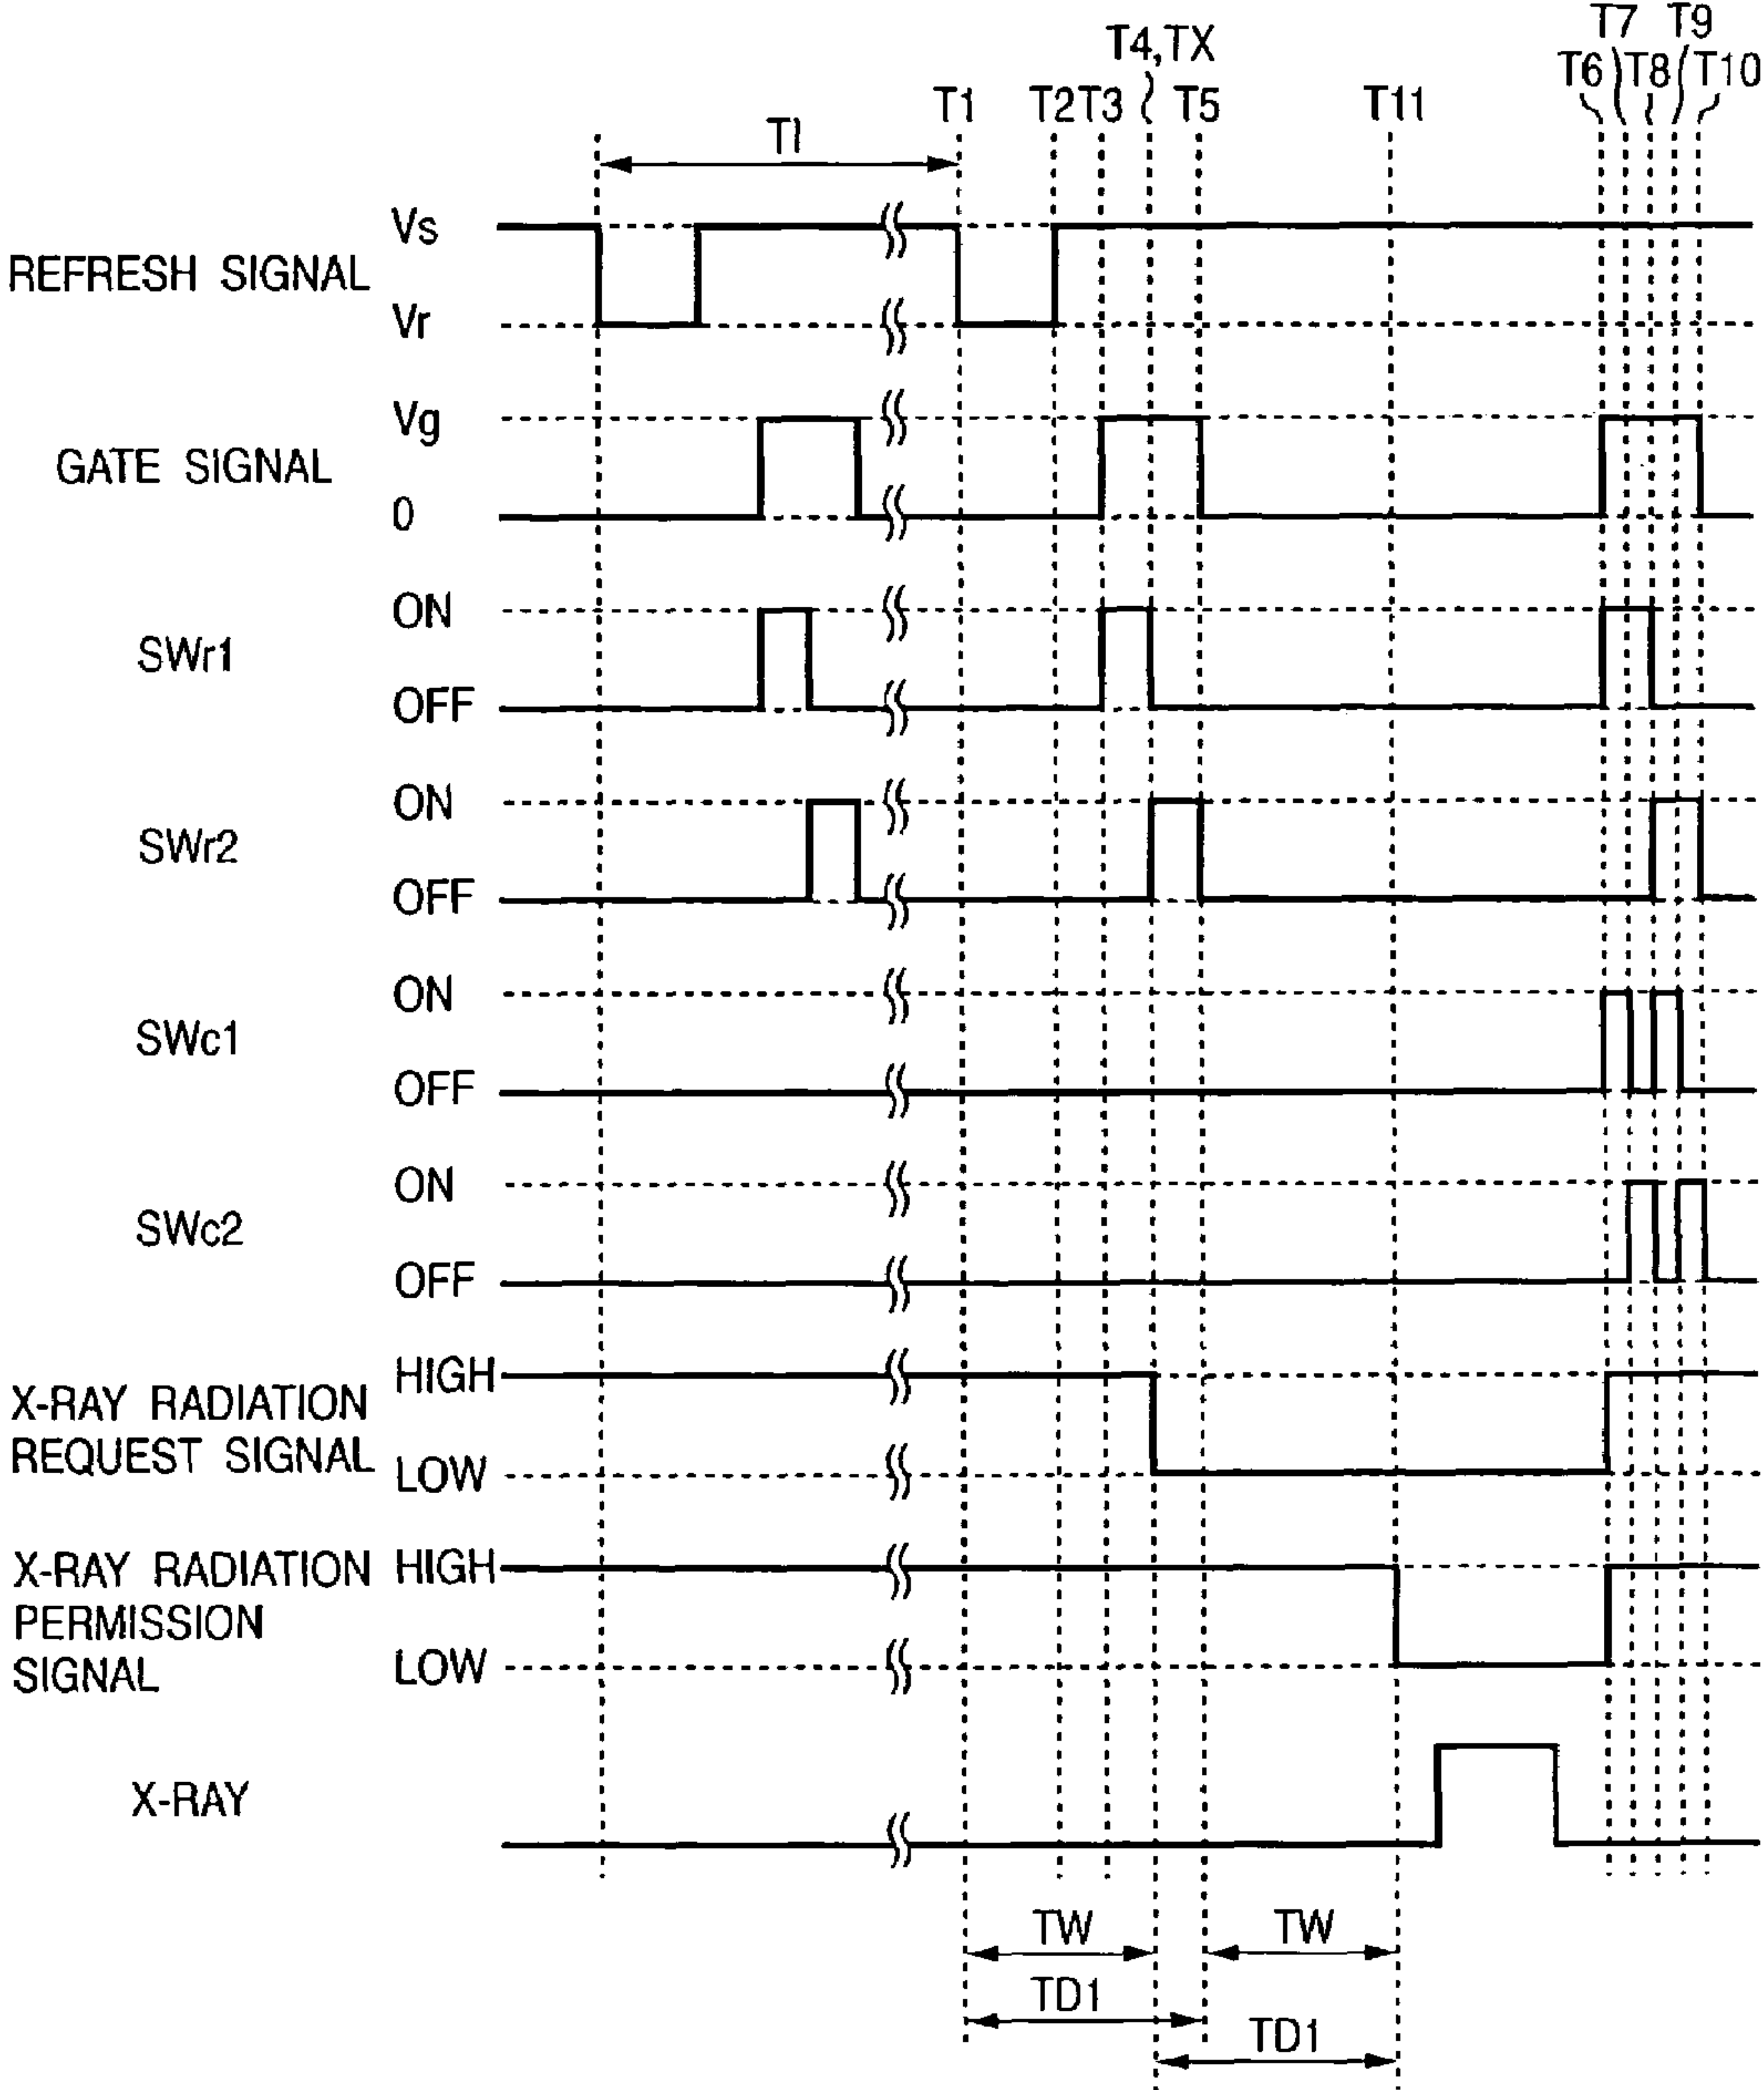 T7 T9
T4,TX T6 T8 T10
T1 T2 T3 T5 T11
TI
Vs
REFRESH SIGNAL
Vr
Vg
GATE SIGNAL
0
ON
SWr1
OFF
ON
SWr2
OFF
ON
SWc1
OFF
ON
SWc2
OFF
HIGH
X-RAY RADIATION
REQUEST SIGNAL
LOW
X-RAY RADIATION HIGH
PERMISSION
SIGNAL LOW
X-RAY
TW TW
TD1
TD1